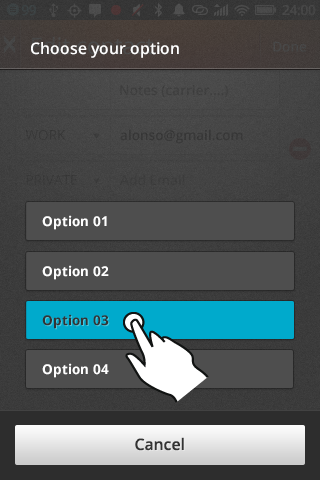 99 24:00
Choose your option
Done
Notes (carrier....)
WORK alonso@gmail.com
PRIVATE Add Email
Option 01
Option 02
Option 03
Option 04
Cancel